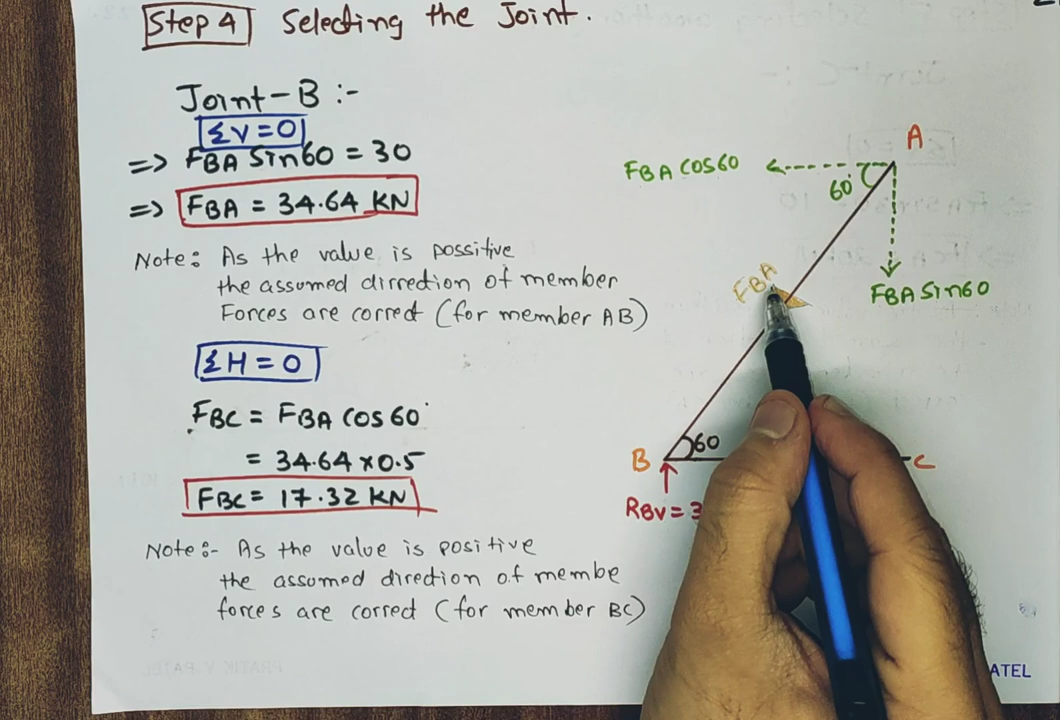 Step 4 Selecting the Joint.
Joint-B :-
ΣV=0
=> FBA Sin60 = 30
=> FBA = 34.64 KN
Note: As the value is possitive
the assumed dirrection of member
Forces are correct (for member AB)
ΣH = 0
FBC = FBA COS 60
= 34.64 x 0.5
FBC = 17.32 KN
Note:- As the value is positive
the assumed direction of membe
forces are correct (for member BC)
A
FBA COS60
60
FBA
FBA Sin60
B
60
C
RBV = 3
ATEL